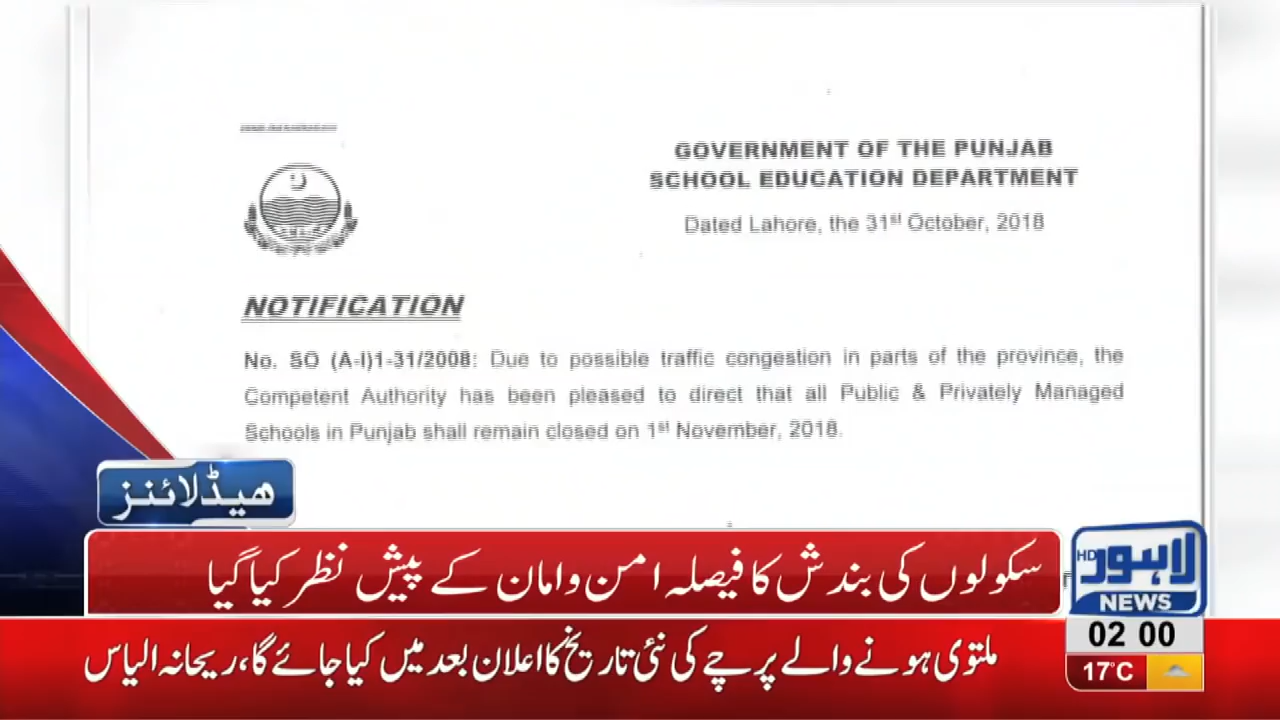 GOVERNMENT OF THE PUNJAB
SCHOOL EDUCATION DEPARTMENT
Dated Lahore, the 31st October, 2018
NOTIFICATION
No. SO (A-I)1-31/2008: Due to possible traffic congestion in parts of the province, the
Competent Authority has been pleased to direct that all Public & Privately Managed
Schools in Punjab shall remain closed on 1st November, 2018.
ھیڈلائنز
سکولوں کی بندش کا فیصلہ امن و امان کے پیش نظر کیا گیا
HD لاہور
NEWS
02 00
ملتوی ہونے والے پرچے کی نئی تاریخ کا اعلان بعد میں کیا جائے گا، ریحانہ الیاس
17°C